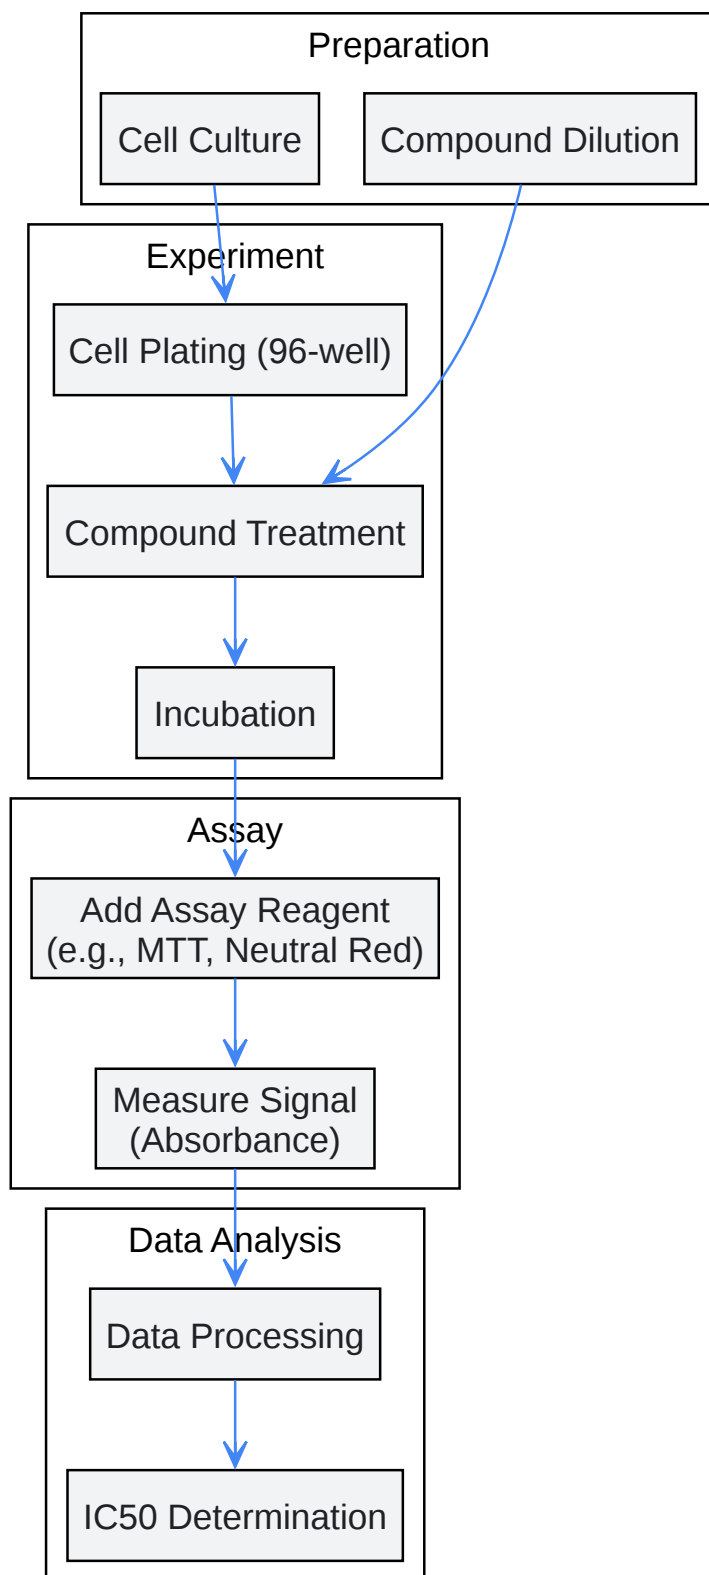 Preparation
Cell Culture
Compound Dilution
Experiment
Cell Plating (96-well)
Compound Treatment
Incubation
Assay
Add Assay Reagent
(e.g., MTT, Neutral Red)
Measure Signal
(Absorbance)
Data Analysis
Data Processing
IC50 Determination